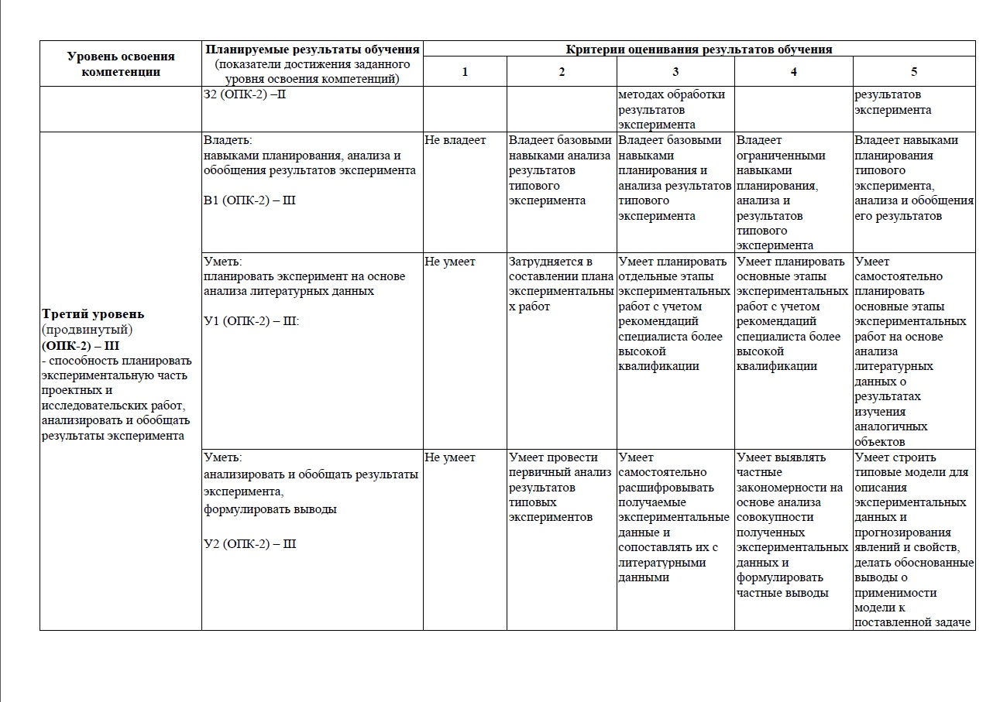 Уровень освоения
компетенции
Планируемые результаты обучения
(показатели достижения заданного
уровня освоения компетенций)
Критерии оценивания результатов обучения
1
2
3
4
5
З2 (ОПК-2) –II
методах обработки
результатов
эксперимента
результатов
эксперимента
Третий уровень
(продвинутый)
(ОПК-2) – III
- способность планировать
экспериментальную часть
проектных и
исследовательских работ,
анализировать и обобщать
результаты эксперимента
Владеть:
навыками планирования, анализа и
обобщения результатов эксперимента
В1 (ОПК-2) – III
Не владеет
Владеет базовыми
навыками анализа
результатов
типового
эксперимента
Владеет базовыми
навыками
планирования и
анализа результатов
типового
эксперимента
Владеет
ограниченными
навыками
планирования,
анализа и
результатов
типового
эксперимента
Владеет навыками
планирования
типового
эксперимента,
анализа и обобщения
его результатов
Уметь:
планировать эксперимент на основе
анализа литературных данных
У1 (ОПК-2) – III:
Не умеет
Затрудняется в
составлении плана
экспериментальны
х работ
Умеет планировать
отдельные этапы
экспериментальных
работ с учетом
рекомендаций
специалиста более
высокой
квалификации
Умеет планировать
основные этапы
экспериментальных
работ с учетом
рекомендаций
специалиста более
высокой
квалификации
Умеет
самостоятельно
планировать
основные этапы
экспериментальных
работ на основе
анализа
литературных
данных о
результатах
изучения
аналогичных
объектов
Уметь:
анализировать и обобщать результаты
эксперимента,
формулировать выводы
У2 (ОПК-2) – III
Не умеет
Умеет провести
первичный анализ
результатов
типовых
экспериментов
Умеет
самостоятельно
расшифровывать
получаемые
экспериментальные
данные и
сопоставлять их с
литературными
данными
Умеет выявлять
частные
закономерности на
основе анализа
совокупности
полученных
экспериментальных
данных и
формулировать
частные выводы
Умеет строить
типовые модели для
описания
экспериментальных
данных и
прогнозирования
явлений и свойств,
делать обоснованные
выводы о
применимости
модели к
поставленной задаче